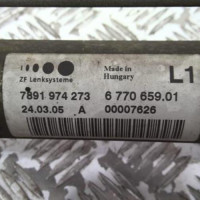 Made in
ZF Lenksysteme Hungary L1
7891 974 273 6 770 659.01
24.03.05 A 00007626